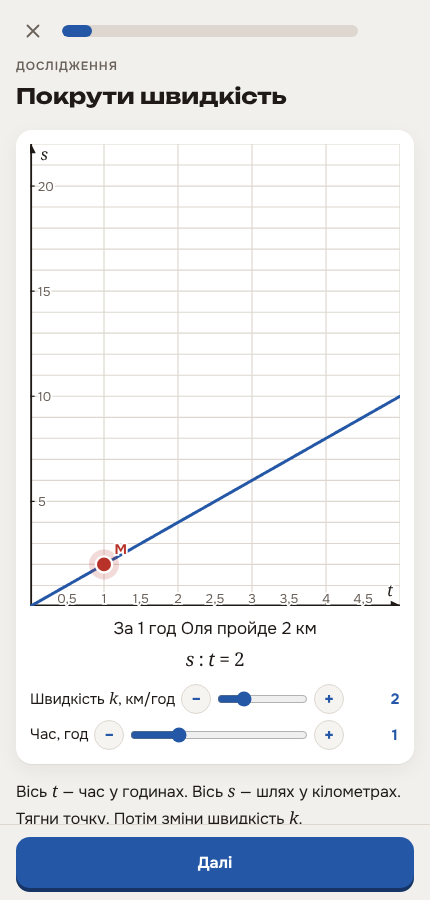 ДОСЛІДЖЕННЯ
Покрути швидкість
s
20
15
10
5
M
t
0,5 1 1,5 2 2,5 3 3,5 4 4,5
За 1 год Оля пройде 2 км
s : t = 2
Швидкість k, км/год − + 2
Час, год − + 1
Вісь t — час у годинах. Вісь s — шлях у кілометрах.
Тягни точку. Потім зміни швидкість k.
Далі